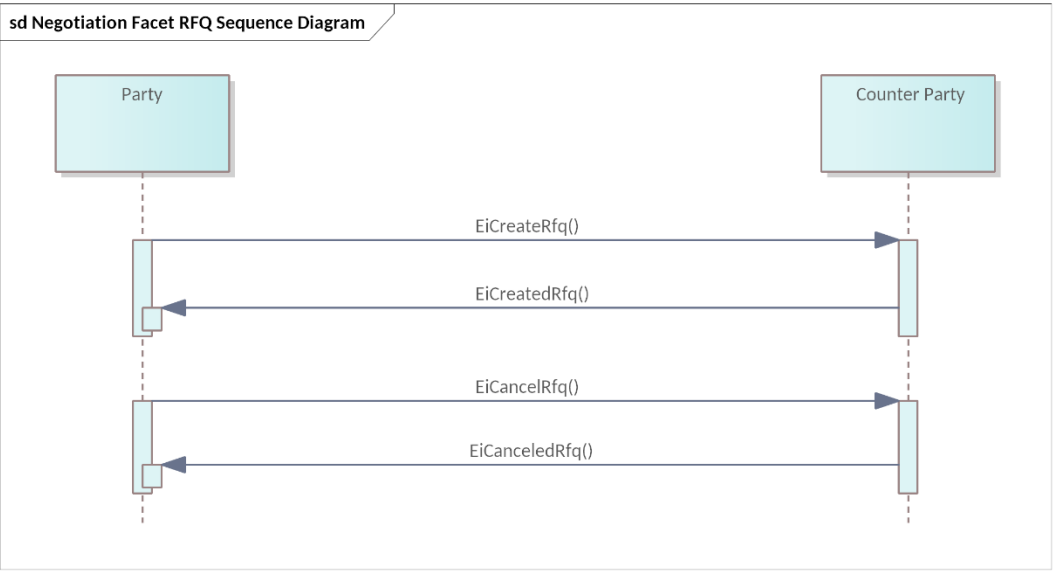 sd Negotiation Facet RFQ Sequence Diagram
Party
Counter Party
EiCreateRfq()
EiCreatedRfq()
EiCancelRfq()
EiCanceledRfq()